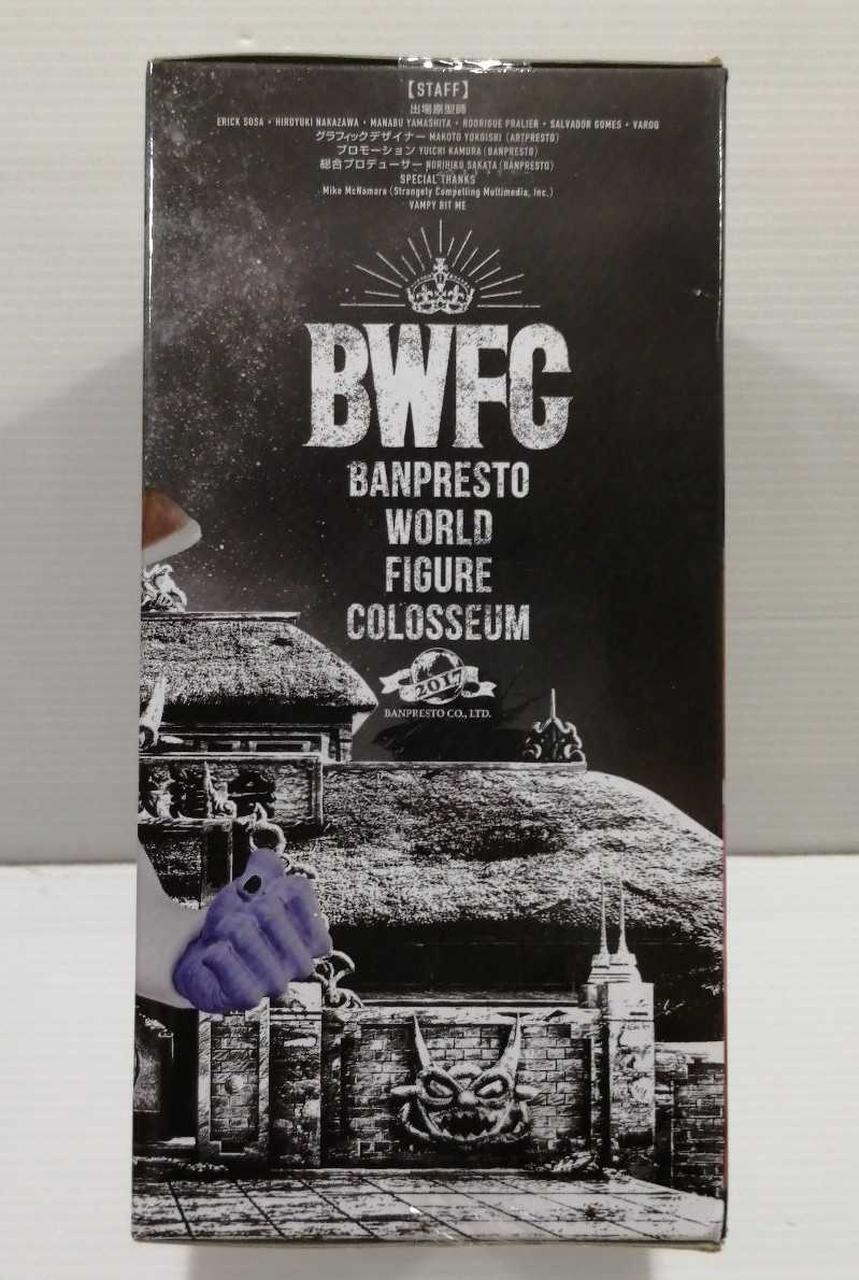 【STAFF】
出場原型師
ERICK SOSA・HIROYUKI NAKAZAWA・MANABU YAMASHITA・RODRIGUE PRALIER・SALVADOR GOMES・VAROQ
グラフィックデザイナー MAKOTO YOKOISHI (ARTPRESTO)
プロモーション YUICHI KAMURA (BANPRESTO)
総合プロデューサー NORIHIKO SAKATA (BANPRESTO)
SPECIAL THANKS
Mike McNamara (Strangely Compelling Multimedia, Inc.)
VAMPY BIT ME
BWFC
BANPRESTO
WORLD
FIGURE
COLOSSEUM
2017
BANPRESTO CO., LTD.